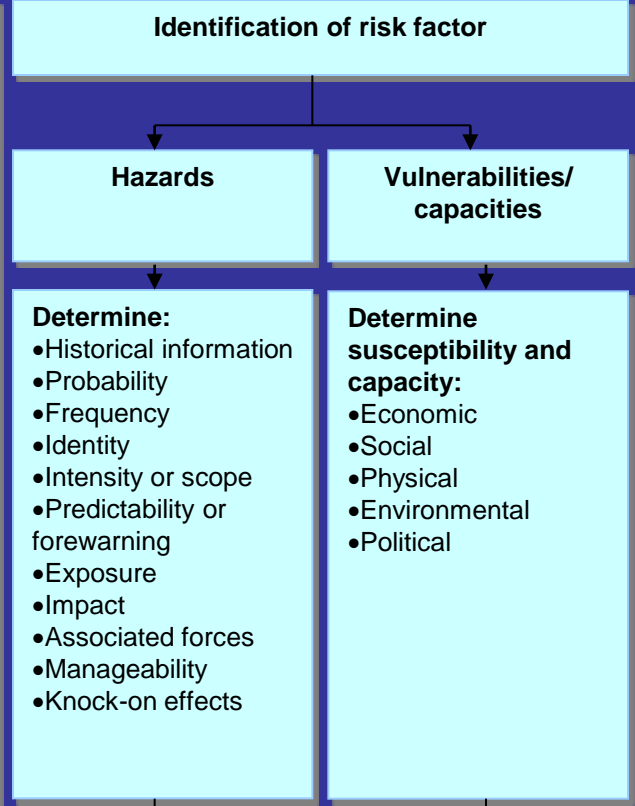 Identification of risk factor
Hazards
Vulnerabilities/
capacities
Determine:
•Historical information
•Probability
•Frequency
•Identity
•Intensity or scope
•Predictability or
forewarning
•Exposure
•Impact
•Associated forces
•Manageability
•Knock-on effects
Determine
susceptibility and
capacity:
•Economic
•Social
•Physical
•Environmental
•Political